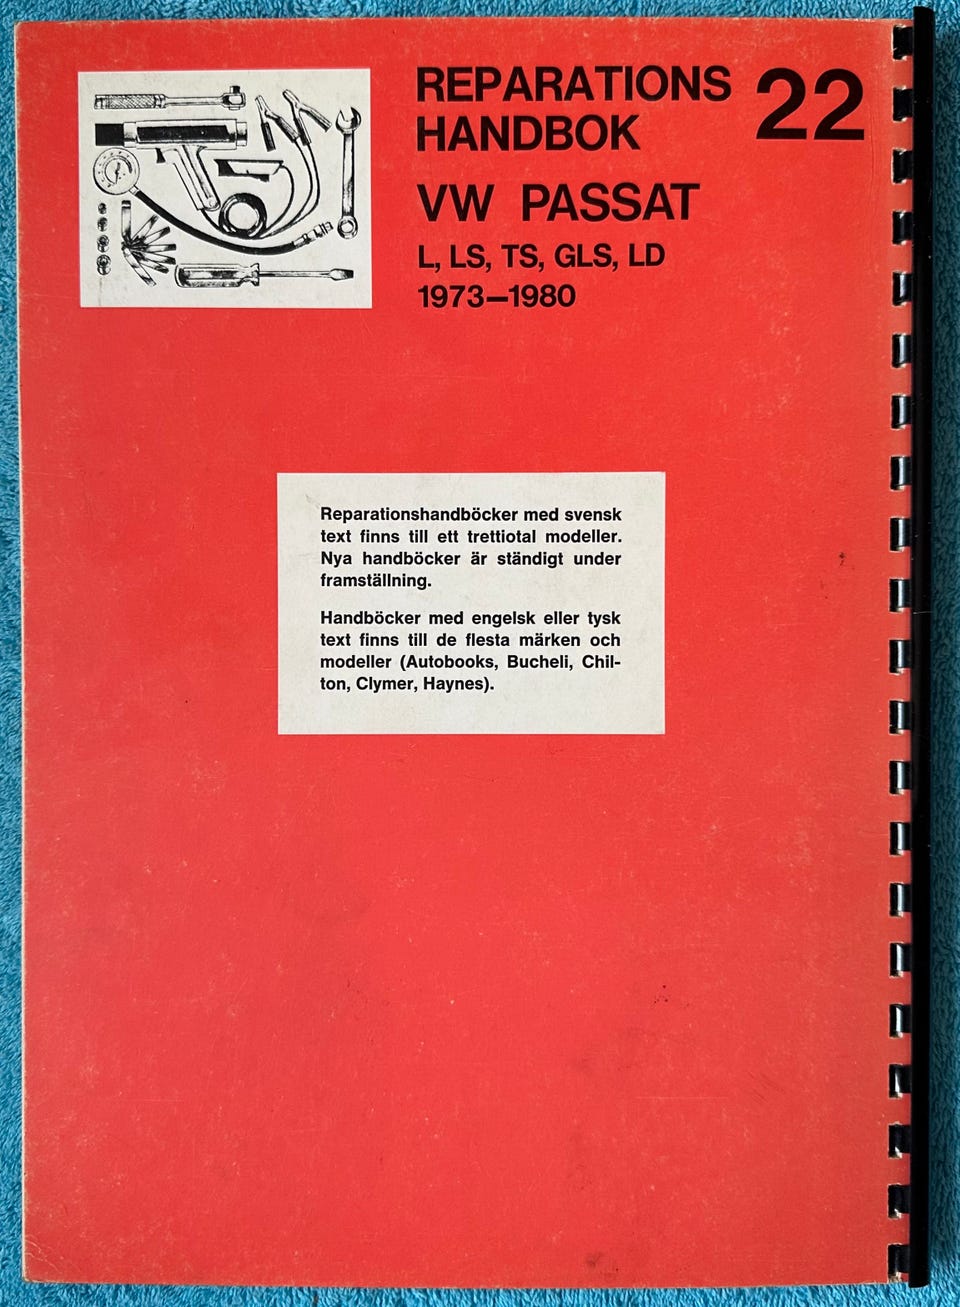 REPARATIONS
HANDBOK
22
VW PASSAT
L, LS, TS, GLS, LD
1973—1980
Reparationshandböcker med svensk
text finns till ett trettiotal modeller.
Nya handböcker är ständigt under
framställning.
Handböcker med engelsk eller tysk
text finns till de flesta märken och
modeller (Autobooks, Bucheli, Chil-
ton, Clymer, Haynes).